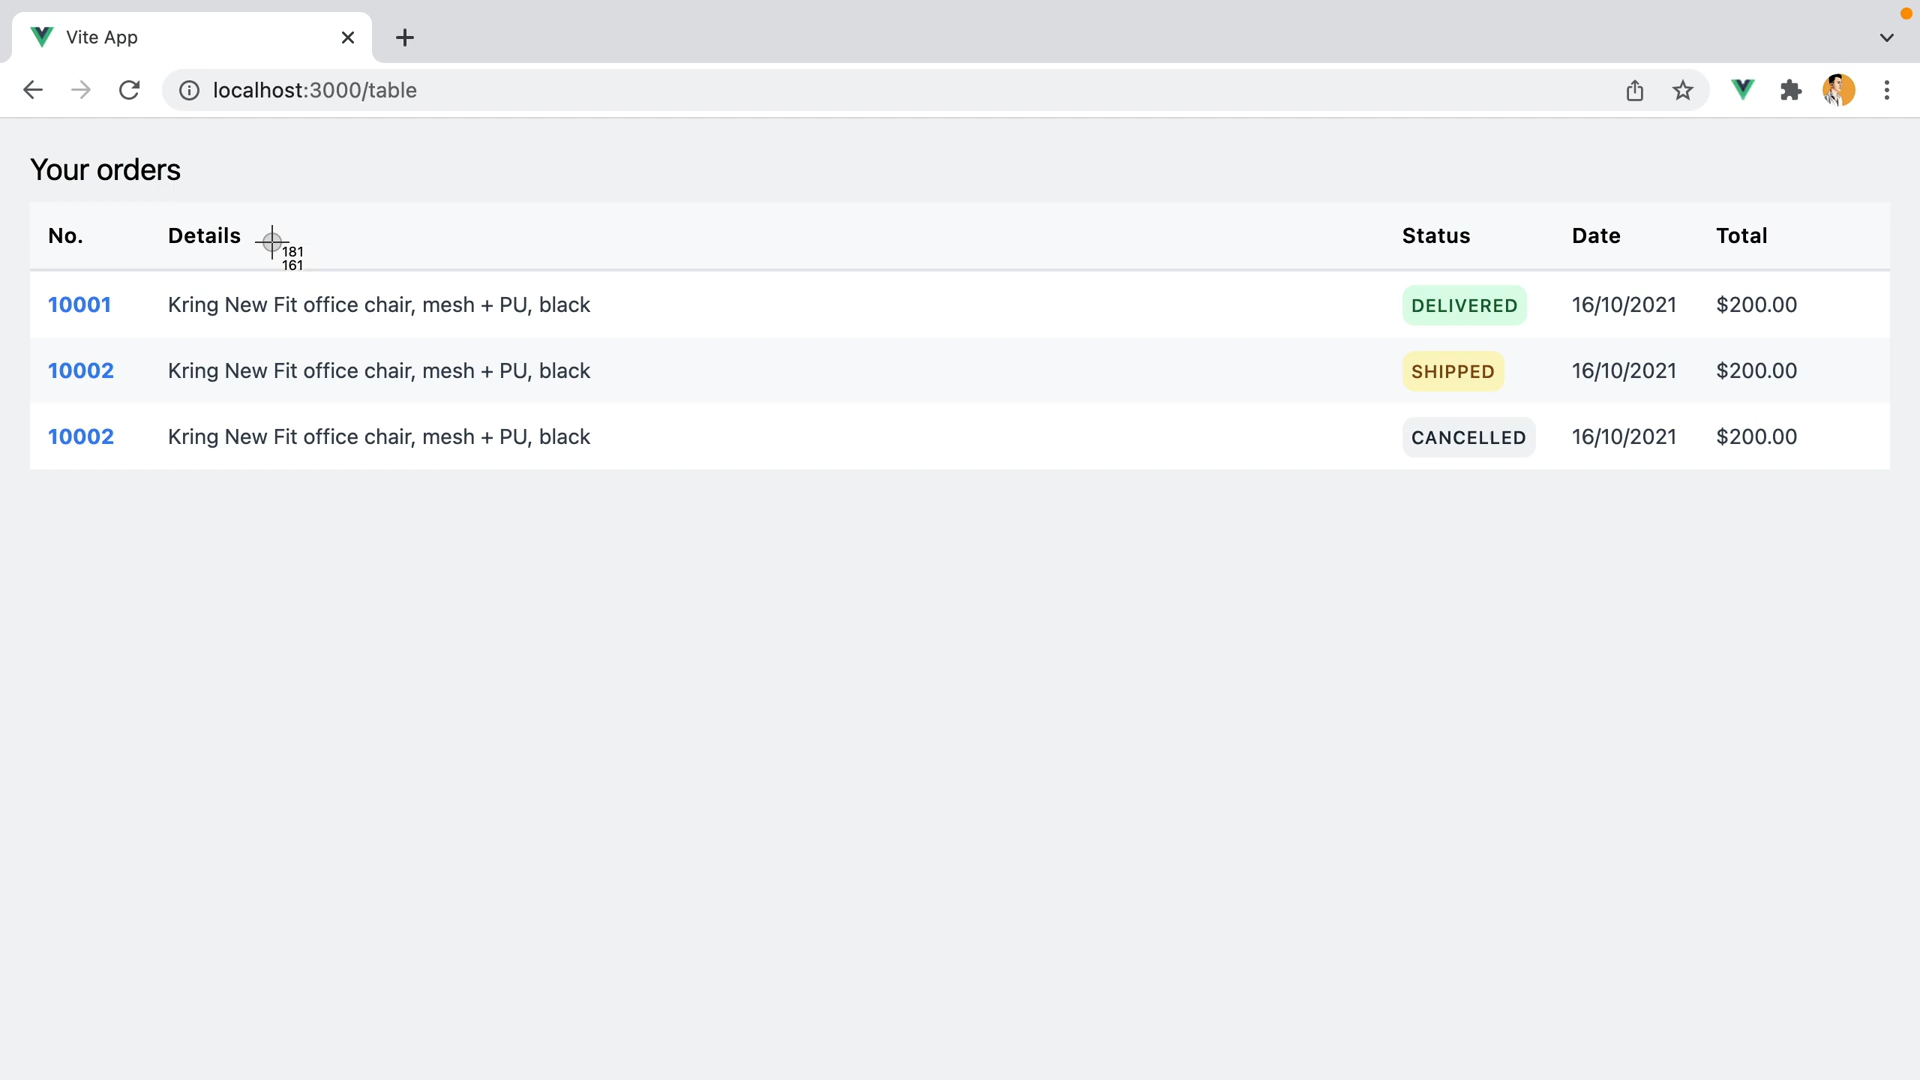 Vite App
localhost:3000/table
Your orders
No. Details Status Date Total
181
161
10001 Kring New Fit office chair, mesh + PU, black DELIVERED 16/10/2021 $200.00
10002 Kring New Fit office chair, mesh + PU, black SHIPPED 16/10/2021 $200.00
10002 Kring New Fit office chair, mesh + PU, black CANCELLED 16/10/2021 $200.00